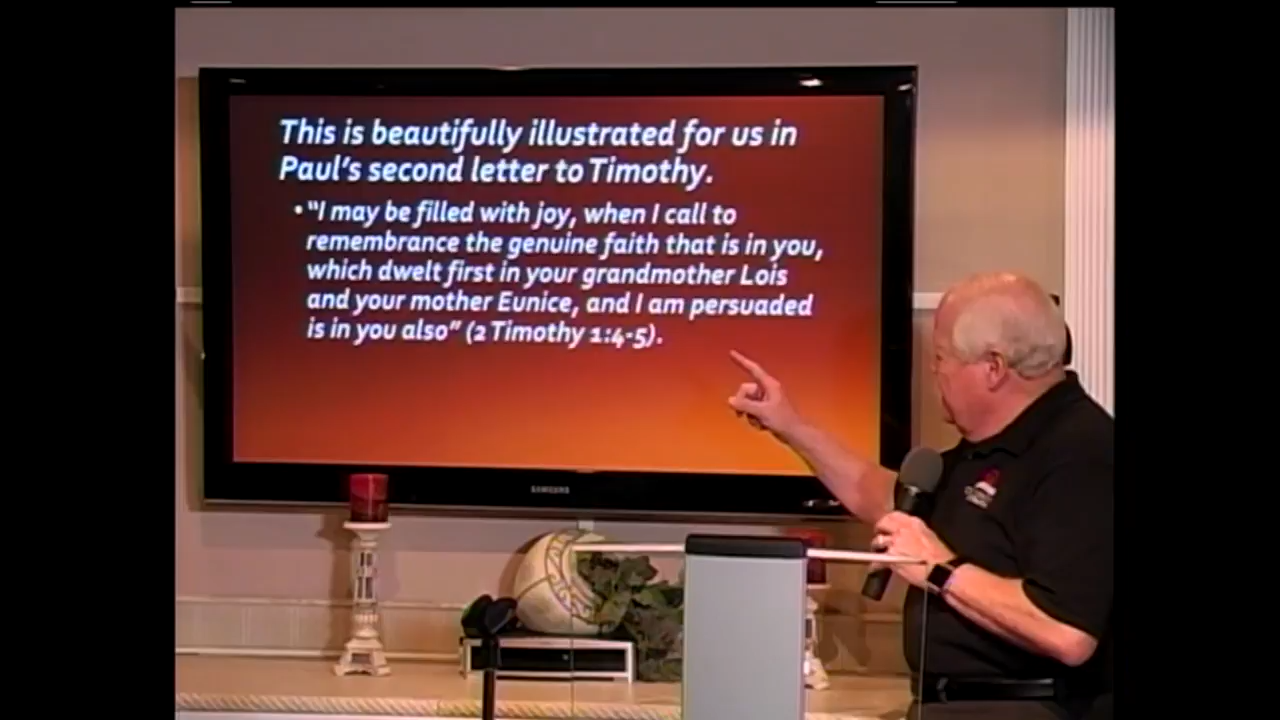 This is beautifully illustrated for us in
Paul's second letter to Timothy.
• "I may be filled with joy, when I call to
remembrance the genuine faith that is in you,
which dwelt first in your grandmother Lois
and your mother Eunice, and I am persuaded
is in you also" (2 Timothy 1:4-5).
SAMSUNG